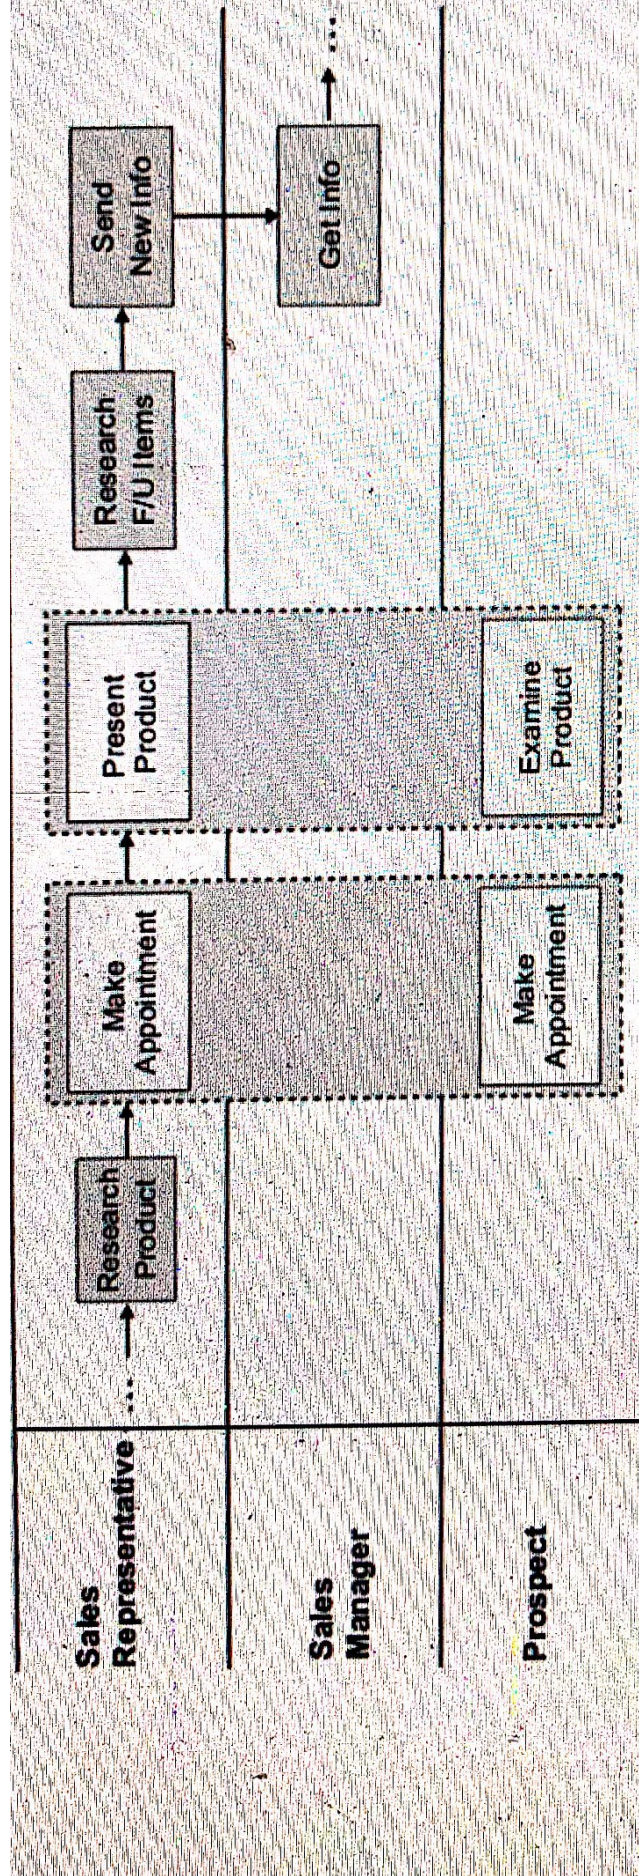 Sales
Representative
...
Research
Product
Make
Appointment
Present
Product
Research
F/U Items
Send
New Info
Sales
Manager
Get Info
...
Prospect
Make
Appointment
Examine
Product